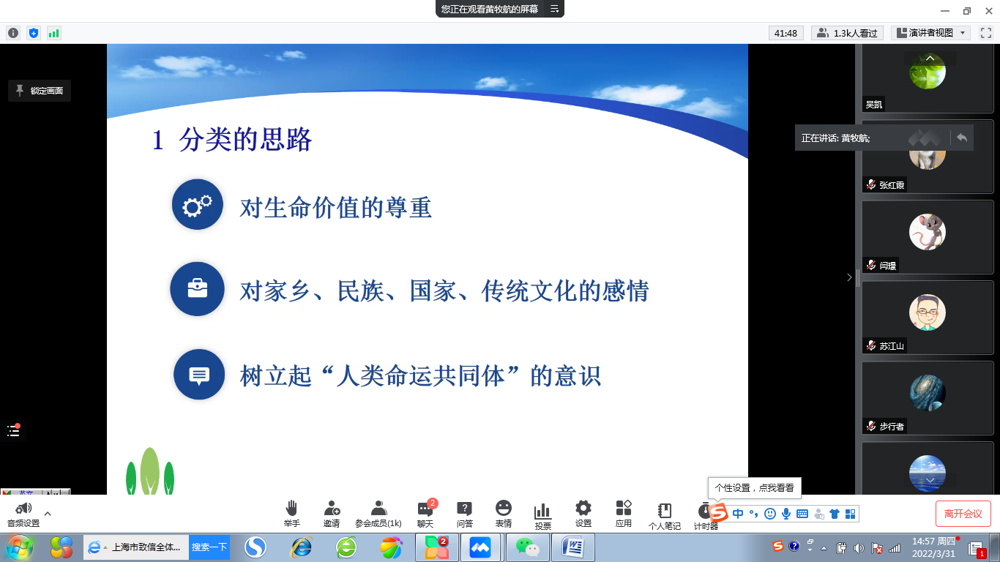 您正在观看黄牧航的屏幕
41:48
1.3k人看过
演讲者视图
锁定画面
吴凯
1 分类的思路
正在讲话: 黄牧航;
张红霞
对生命价值的尊重
闫璟
对家乡、民族、国家、传统文化的感情
苏江山
树立起“人类命运共同体”的意识
步行者
个性设置，点我看看
音频设置
举手
邀请
参会成员(1k)
2
聊天
?
问答
表情
投票
设置
应用
个人笔记
计时器
S
中
离开会议
上海市致信全体...
搜索一下
2
W
S
?
14:57 周四
2022/3/31
1